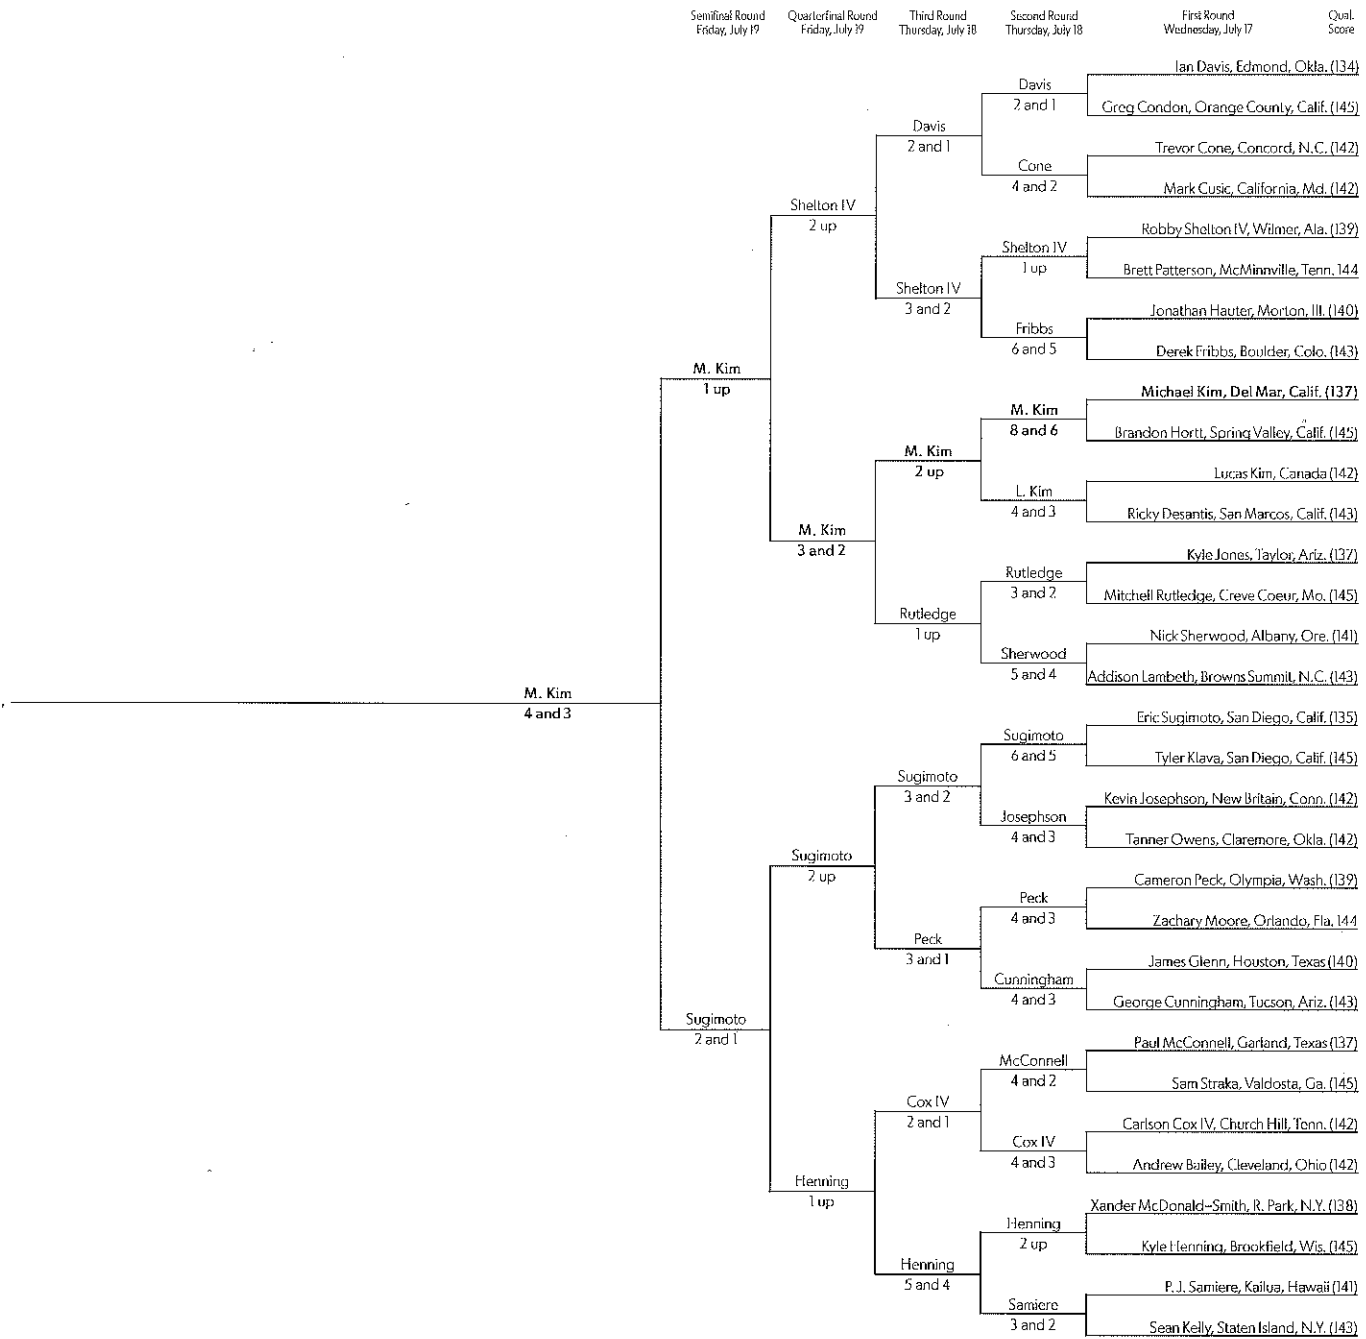 Semifinal Round
Friday, July 19
Quarterfinal Round
Friday, July 19
Third Round
Thursday, July 18
Second Round
Thursday, July 18
First Round
Wednesday, July 17
Qual.
Score
Ian Davis, Edmond, Okla. (134)
Davis
2 and 1
Greg Condon, Orange County, Calif. (145)
Davis
2 and 1
Trevor Cone, Concord, N.C. (142)
Cone
4 and 2
Mark Cusic, California, Md. (142)
Shelton IV
2 up
Robby Shelton IV, Wilmer, Ala. (139)
Shelton IV
1 up
Brett Patterson, McMinnville, Tenn. 144
Shelton IV
3 and 2
Jonathan Hauter, Morton, Ill. (140)
Fribbs
6 and 5
Derek Fribbs, Boulder, Colo. (143)
M. Kim
1 up
Michael Kim, Del Mar, Calif. (137)
M. Kim
8 and 6
Brandon Hortt, Spring Valley, Calif. (145)
M. Kim
2 up
Lucas Kim, Canada (142)
L. Kim
4 and 3
Ricky Desantis, San Marcos, Calif. (143)
M. Kim
3 and 2
Kyle Jones, Taylor, Ariz. (137)
Rutledge
3 and 2
Mitchell Rutledge, Creve Coeur, Mo. (145)
Rutledge
1 up
Nick Sherwood, Albany, Ore. (141)
Sherwood
5 and 4
Addison Lambeth, Browns Summit, N.C. (143)
M. Kim
4 and 3
Eric Sugimoto, San Diego, Calif. (135)
Sugimoto
6 and 5
Tyler Klava, San Diego, Calif. (145)
Sugimoto
3 and 2
Kevin Josephson, New Britain, Conn. (142)
Josephson
4 and 3
Tanner Owens, Claremore, Okla. (142)
Sugimoto
2 up
Cameron Peck, Olympia, Wash. (139)
Peck
4 and 3
Zachary Moore, Orlando, Fla. 144
Peck
3 and 1
James Glenn, Houston, Texas (140)
Cunningham
4 and 3
George Cunningham, Tucson, Ariz. (143)
Sugimoto
2 and 1
Paul McConnell, Garland, Texas (137)
McConnell
4 and 2
Sam Straka, Valdosta, Ga. (145)
Cox IV
2 and 1
Carlson Cox IV, Church Hill, Tenn. (142)
Cox IV
4 and 3
Andrew Bailey, Cleveland, Ohio (142)
Henning
1 up
Xander McDonald-Smith, R. Park, N.Y. (138)
Henning
2 up
Kyle Henning, Brookfield, Wis. (145)
Henning
5 and 4
P.J. Samiere, Kailua, Hawaii (141)
Samiere
3 and 2
Sean Kelly, Staten Island, N.Y. (143)